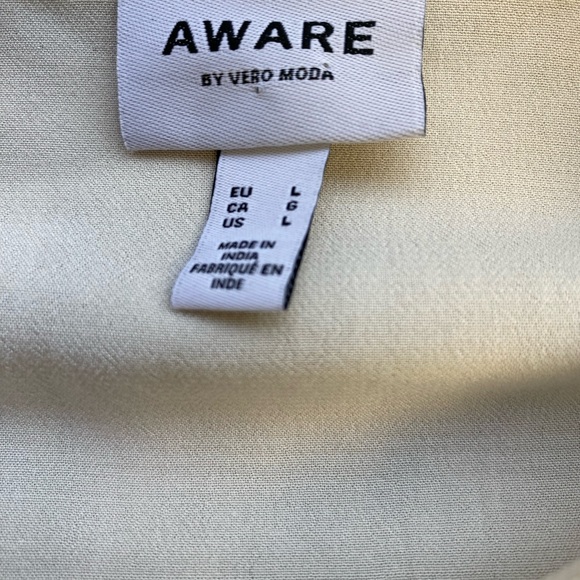 AWARE
BY VERO MODA
EU L
CA G
US L
MADE IN
INDIA
FABRIQUÉ EN
INDE